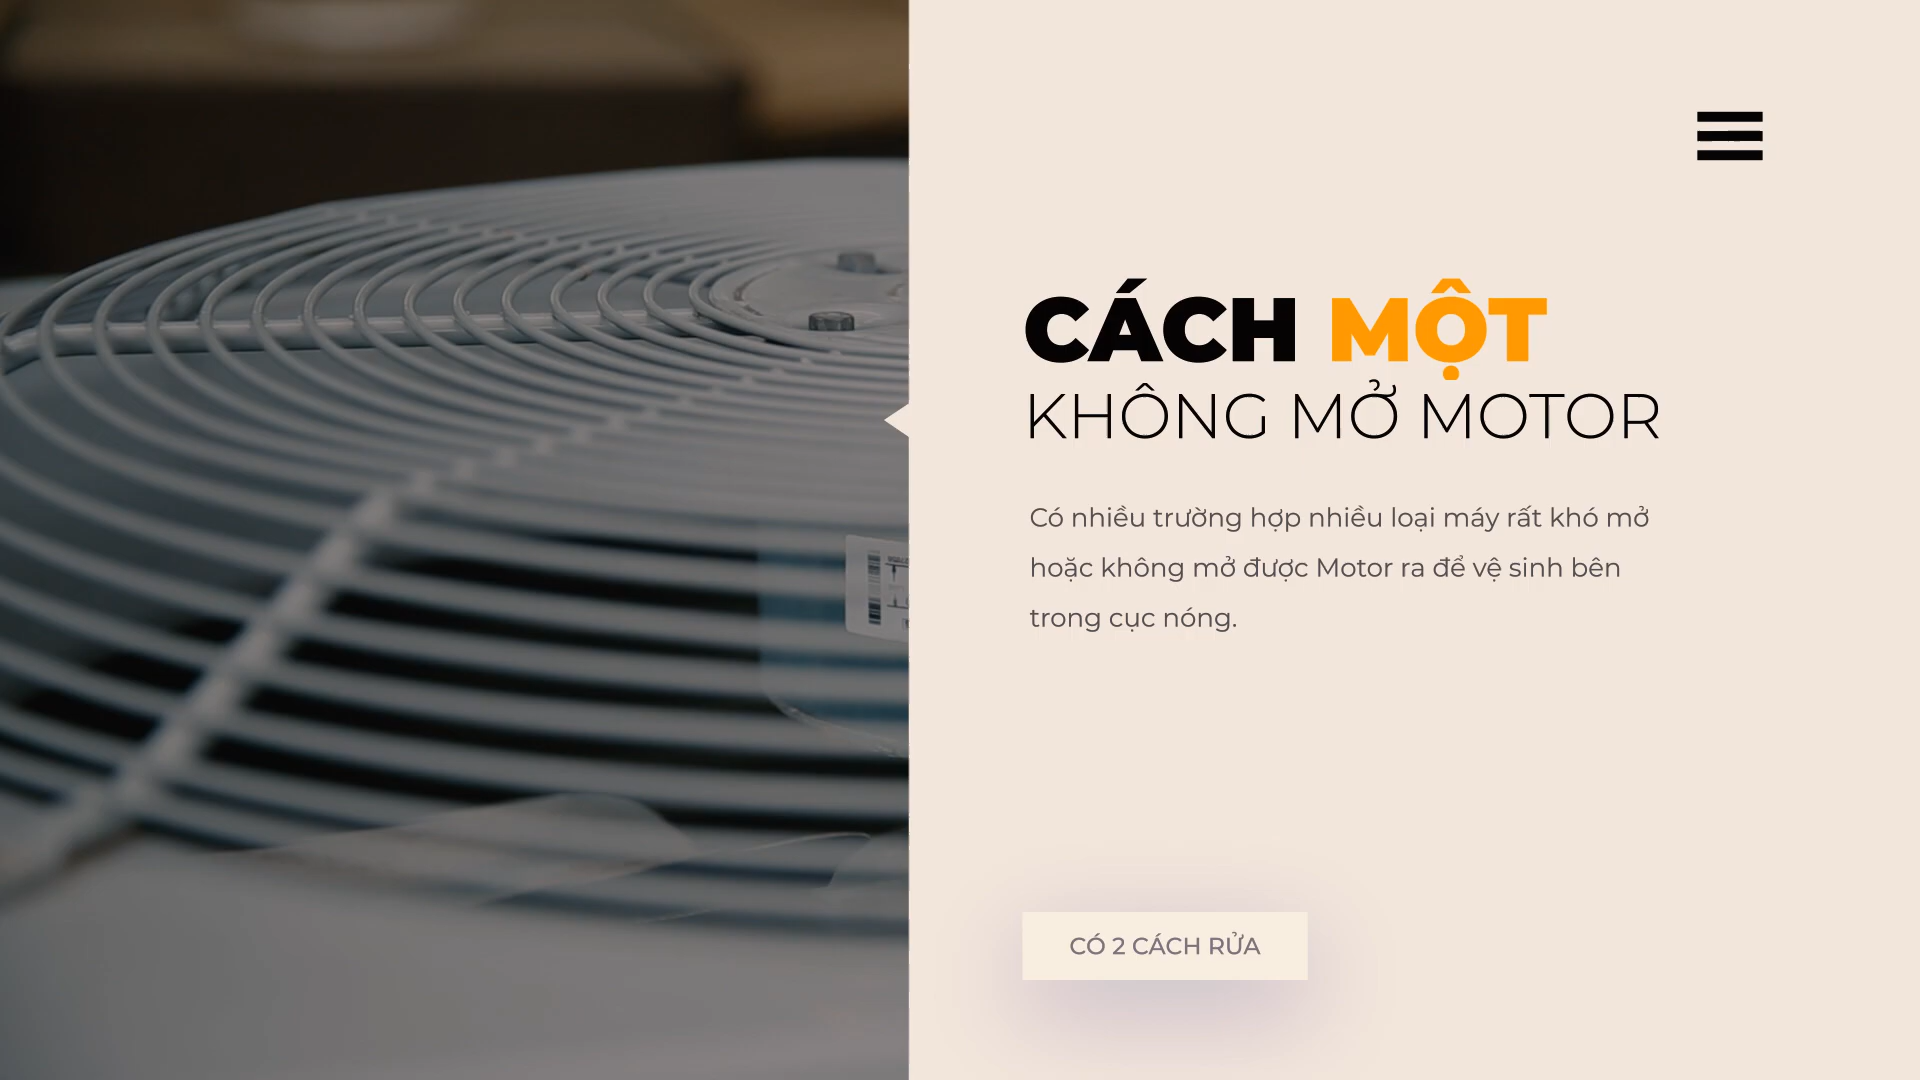 CÁCH MỘT
KHÔNG MỞ MOTOR
Có nhiều trường hợp nhiều loại máy rất khó mở
hoặc không mở được Motor ra để vệ sinh bên
trong cục nóng.
CÓ 2 CÁCH RỬA